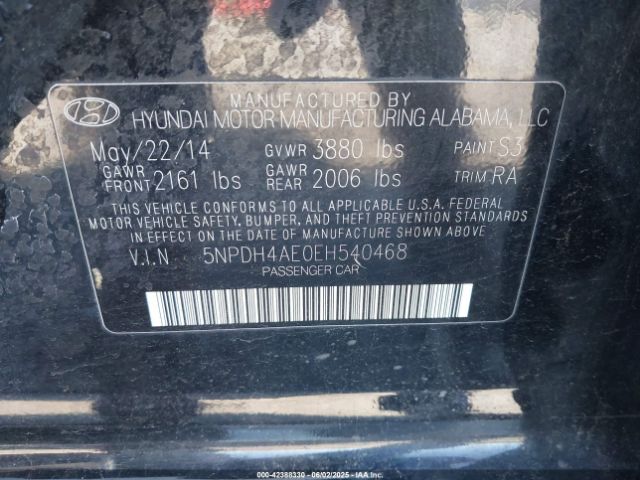 MANUFACTURED BY
HYUNDAI MOTOR MANUFACTURING ALABAMA, LLC
May/22/14 GVWR 3880 lbs PAINT S3
GAWR FRONT 2161 lbs GAWR REAR 2006 lbs TRIM RA
THIS VEHICLE CONFORMS TO ALL APPLICABLE U.S.A. FEDERAL
MOTOR VEHICLE SAFETY, BUMPER, AND THEFT PREVENTION STANDARDS
IN EFFECT ON THE DATE OF MANUFACTURE SHOWN ABOVE
V.I.N 5NPDH4AE0EH540468
PASSENGER CAR
000-42388330 - 06/02/2025 - IAA Inc.